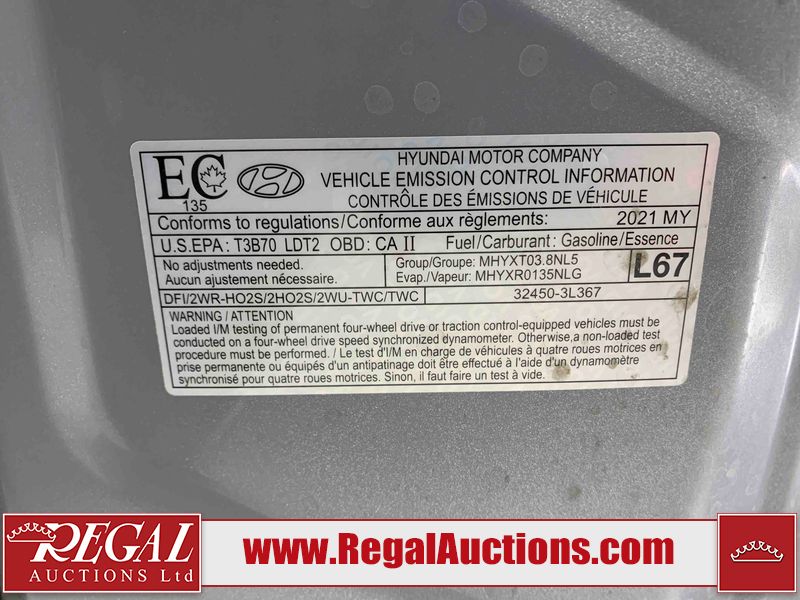 EC
135
HYUNDAI MOTOR COMPANY
VEHICLE EMISSION CONTROL INFORMATION
CONTRÔLE DES ÉMISSIONS DE VÉHICULE
Conforms to regulations/Conforme aux règlements: 2021 MY
U.S.EPA : T3B70 LDT2 OBD: CA II Fuel/Carburant: Gasoline/Essence
No adjustments needed.
Aucun ajustement nécessaire.
Group/Groupe: MHYXT03.8NL5
Evap./Vapeur: MHYXR0135NLG
L67
DFI/2WR-HO2S/2HO2S/2WU-TWC/TWC 32450-3L367
WARNING / ATTENTION
Loaded I/M testing of permanent four-wheel drive or traction control-equipped vehicles must be
conducted on a four-wheel drive speed synchronized dynamometer. Otherwise,a non-loaded test
procedure must be performed. / Le test d'I/M en charge de véhicules à quatre roues motrices en
prise permanente ou équipés d'un antipatinage doit être effectué à l'aide d'un dynamomètre
synchronisé pour quatre roues motrices. Sinon, il faut faire un test à vide.
REGAL
AUCTIONS Ltd
www.RegalAuctions.com